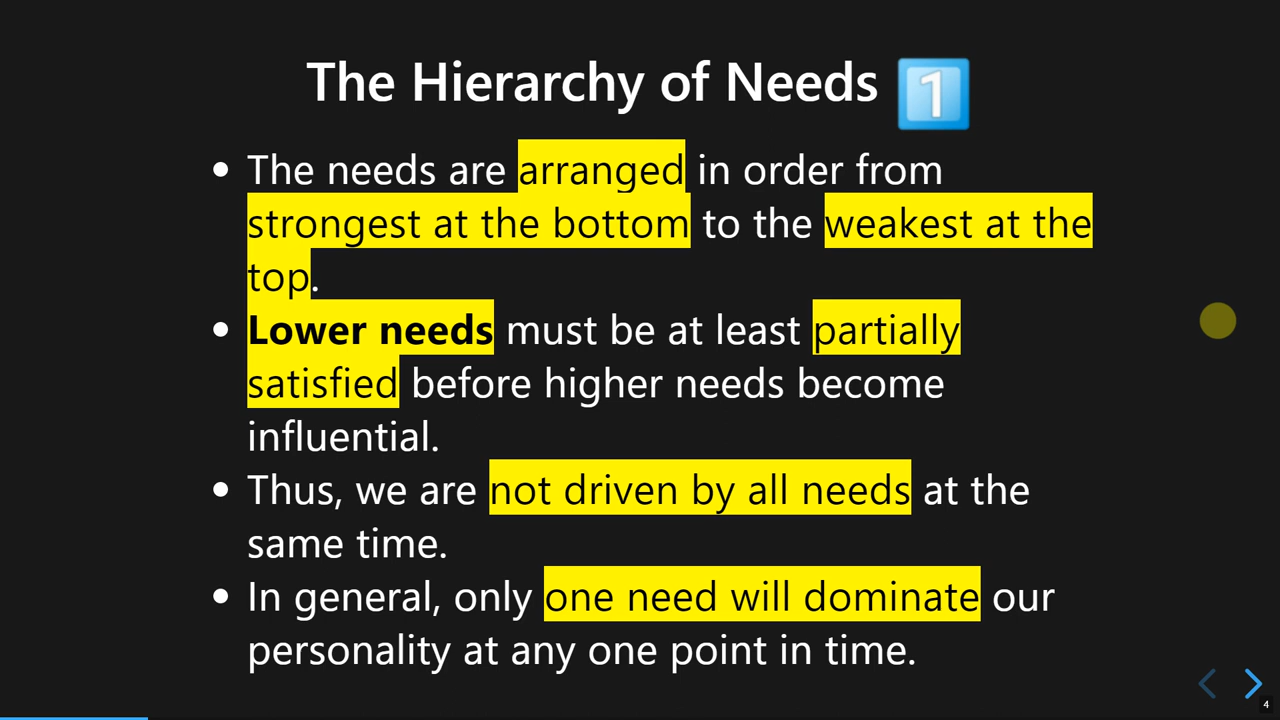 The Hierarchy of Needs 1️⃣
• The needs are arranged in order from
strongest at the bottom to the weakest at the
top.
• Lower needs must be at least partially
satisfied before higher needs become
influential.
• Thus, we are not driven by all needs at the
same time.
• In general, only one need will dominate our
personality at any one point in time.
4